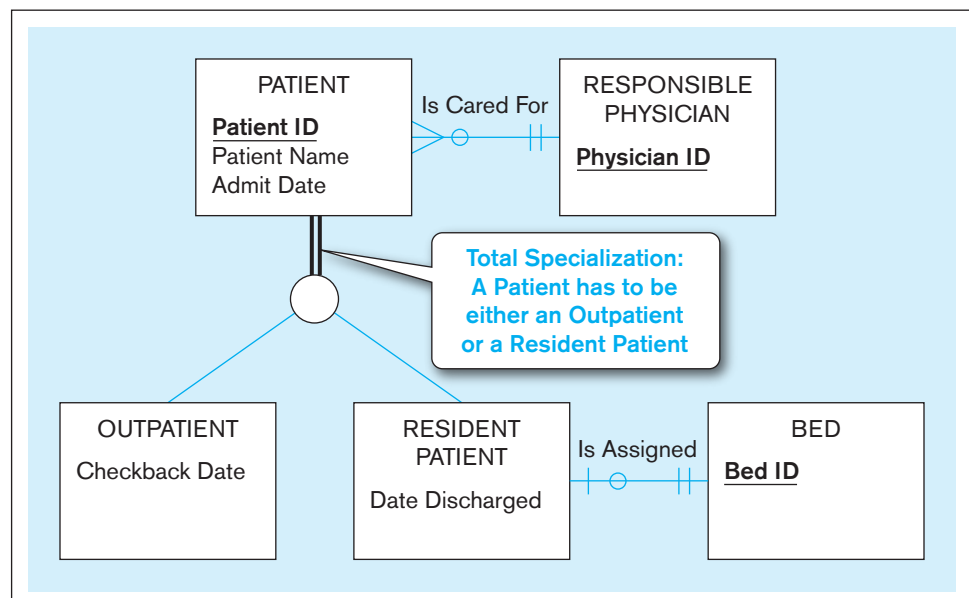 PATIENT
Patient ID
Patient Name
Admit Date
Is Cared For
RESPONSIBLE
PHYSICIAN
Physician ID
Total Specialization:
A Patient has to be
either an Outpatient
or a Resident Patient
OUTPATIENT
Checkback Date
RESIDENT
PATIENT
Date Discharged
Is Assigned
BED
Bed ID